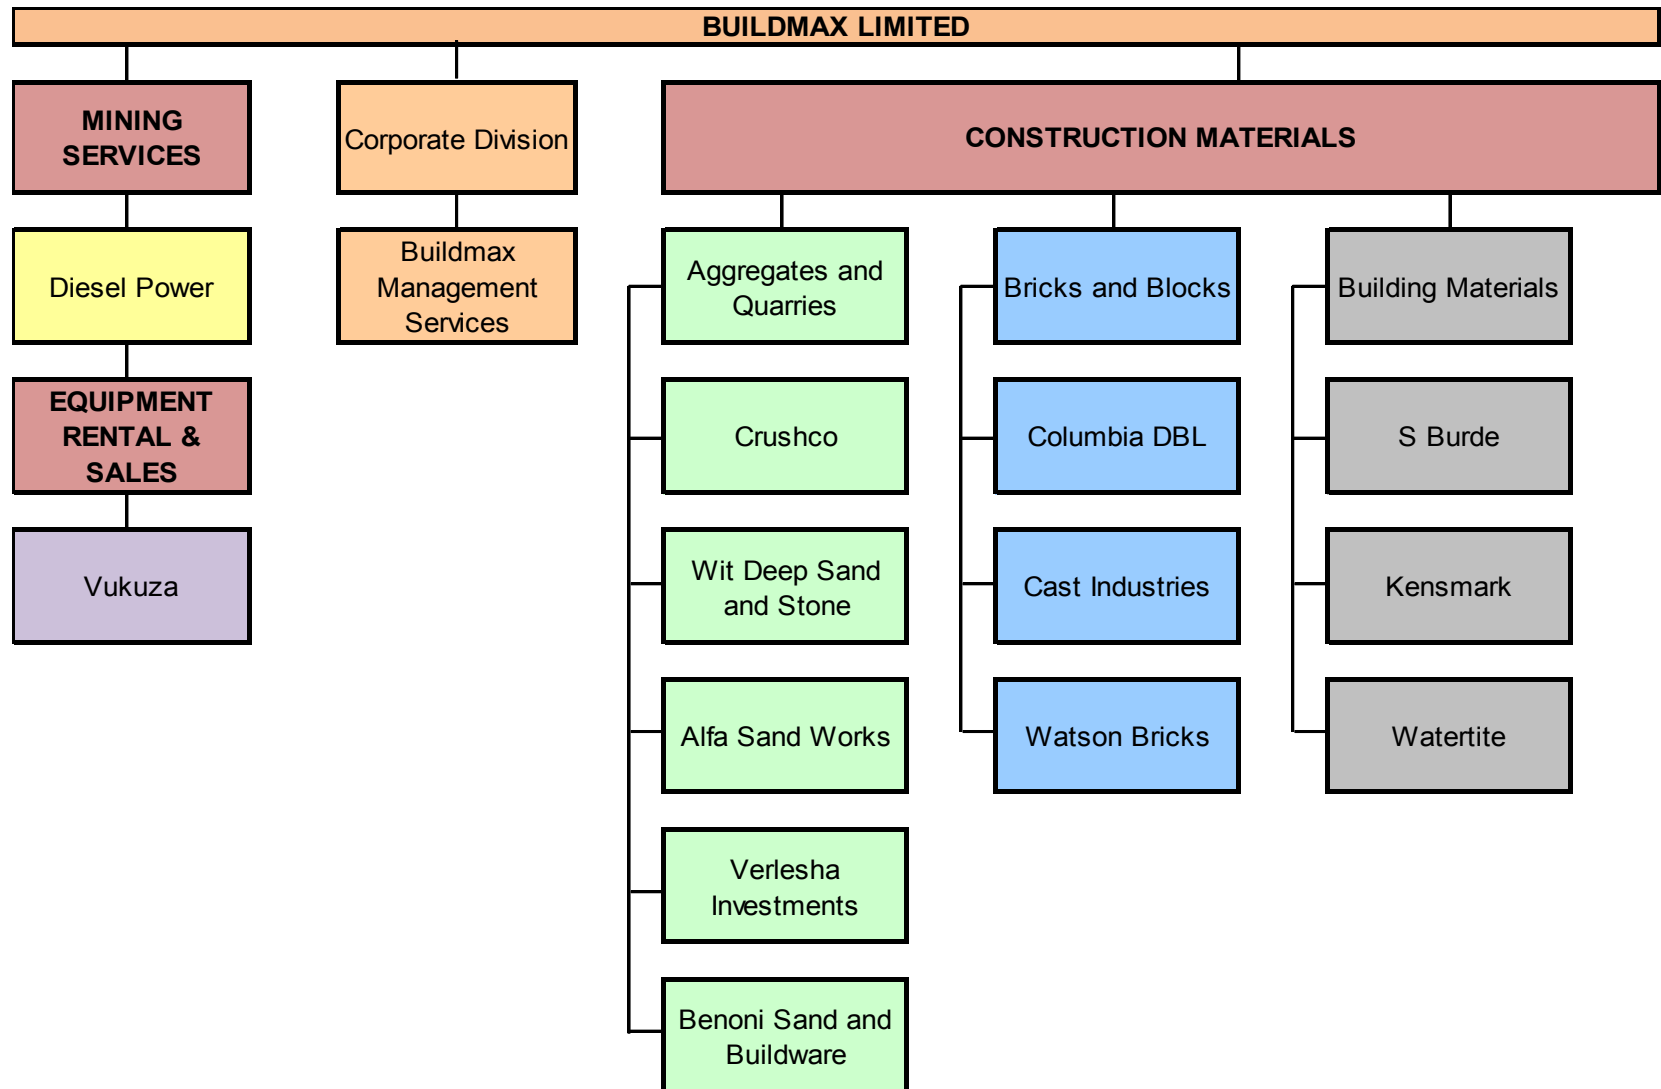 BUILDMAX LIMITED
MINING
SERVICES
Corporate Division
CONSTRUCTION MATERIALS
Diesel Power
Buildmax
Management
Services
Aggregates and
Quarries
Bricks and Blocks
Building Materials
EQUIPMENT
RENTAL &
SALES
Crushco
Columbia DBL
S Burde
Vukuza
Wit Deep Sand
and Stone
Cast Industries
Kensmark
Alfa Sand Works
Watson Bricks
Watertite
Verlesha
Investments
Benoni Sand and
Buildware